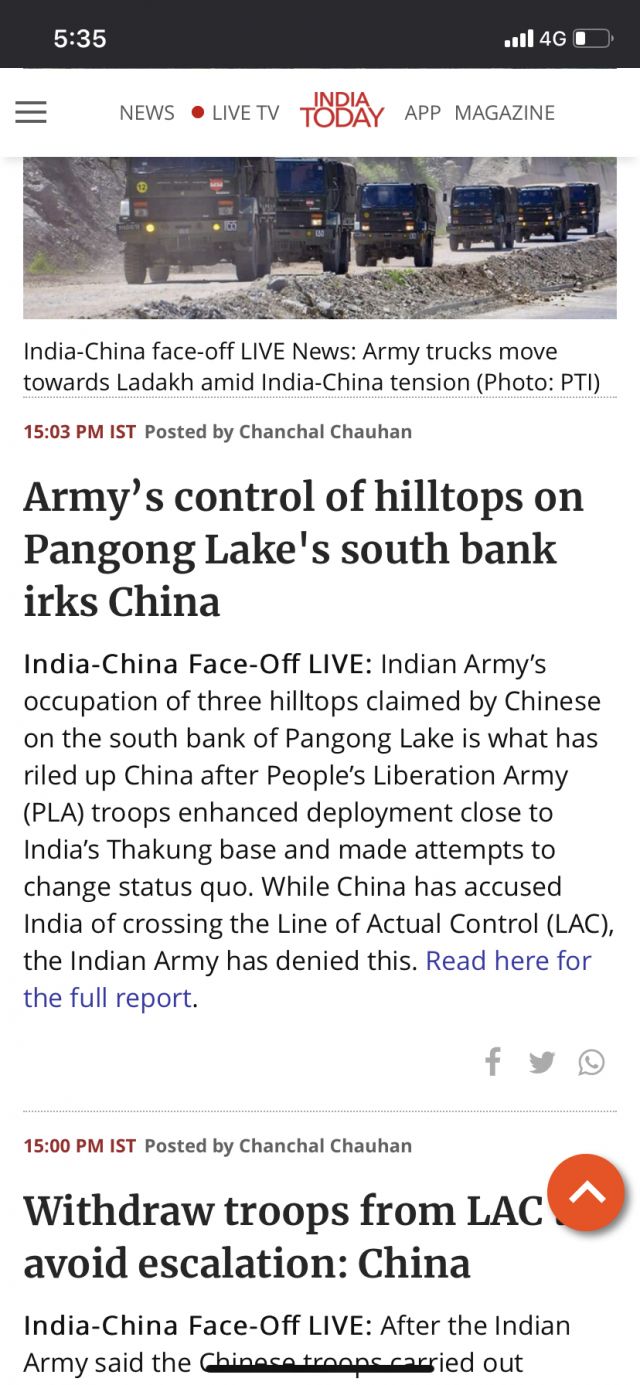 5:35
4G
NEWS LIVE TV INDIA TODAY APP MAGAZINE
India-China face-off LIVE News: Army trucks move
towards Ladakh amid India-China tension (Photo: PTI)
15:03 PM IST Posted by Chanchal Chauhan
Army’s control of hilltops on
Pangong Lake's south bank
irks China
India-China Face-Off LIVE: Indian Army’s
occupation of three hilltops claimed by Chinese
on the south bank of Pangong Lake is what has
riled up China after People’s Liberation Army
(PLA) troops enhanced deployment close to
India’s Thakung base and made attempts to
change status quo. While China has accused
India of crossing the Line of Actual Control (LAC),
the Indian Army has denied this. Read here for
the full report.
15:00 PM IST Posted by Chanchal Chauhan
Withdraw troops from LAC
avoid escalation: China
India-China Face-Off LIVE: After the Indian
Army said the Chinese troops carried out